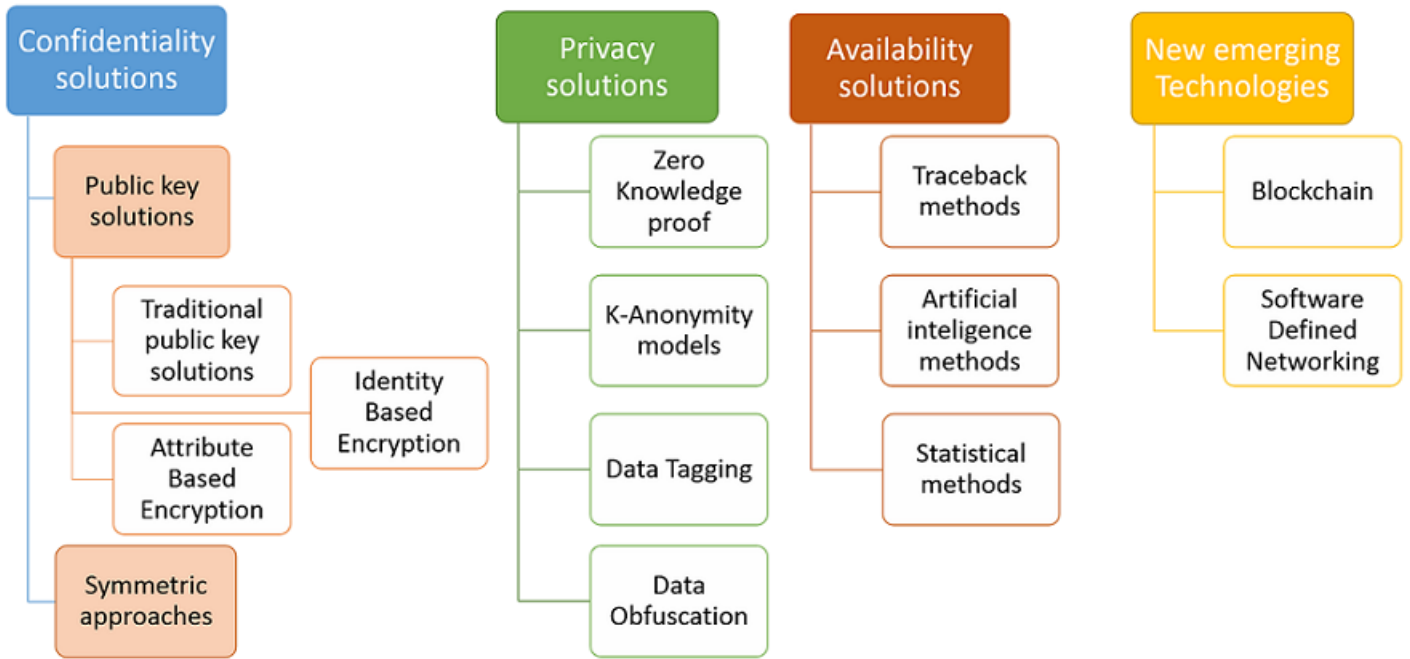 Confidentiality
solutions
Public key
solutions
Traditional
public key
solutions
Identity
Based
Encryption
Attribute
Based
Encryption
Symmetric
approaches
Privacy
solutions
Zero
Knowledge
proof
K-Anonymity
models
Data Tagging
Data
Obfuscation
Availability
solutions
Traceback
methods
Artificial
inteligence
methods
Statistical
methods
New emerging
Technologies
Blockchain
Software
Defined
Networking